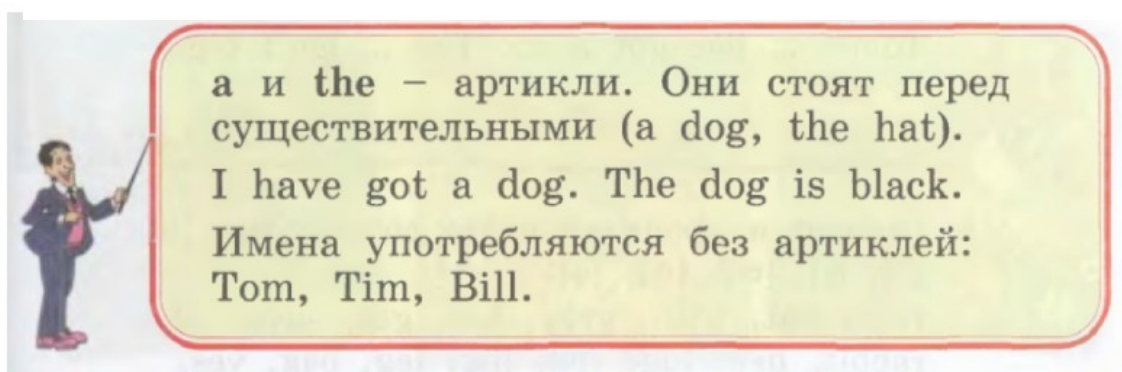 a и the – артикли. Они стоят перед
существительными (a dog, the hat).
I have got a dog. The dog is black.
Имена употребляются без артиклей:
Tom, Tim, Bill.